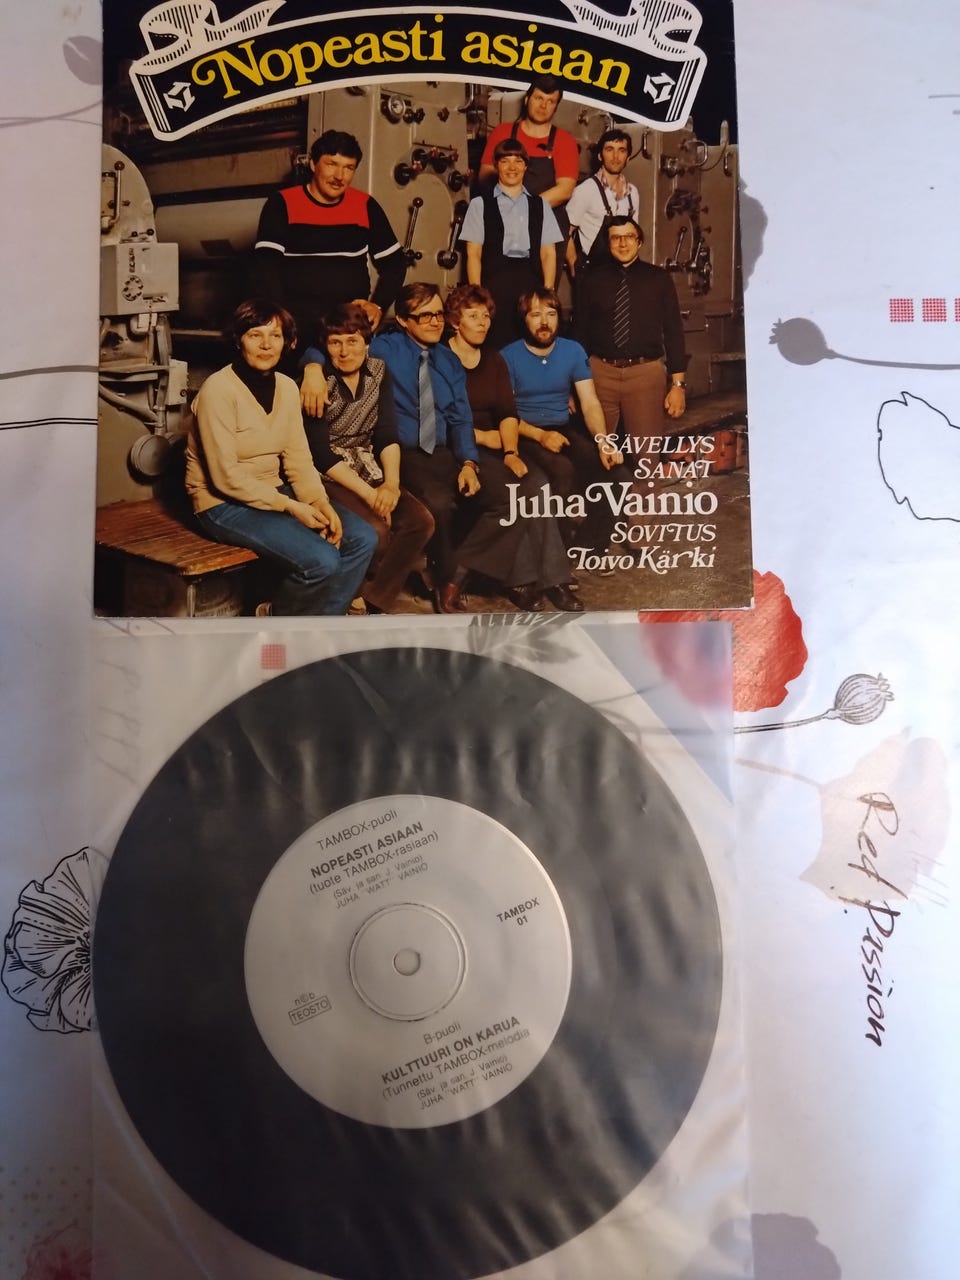 Nopeasti asiaan
SÄVELLYS
SANAT
Juha Vainio
SOVITUS
Toivo Kärki
TAMBOX-puoli
NOPEASTI ASIAAN
(tuote TAMBOX-rasiaan)
(Säv. ja san. J. Vainio)
JUHA "WATT" VAINIO
TAMBOX
01
n©b
TEOSTO
B-puoli
KULTTUURI ON KARUA
(Tunnettu TAMBOX-melodia
(Säv. ja san. J. Vainio)
JUHA "WATT" VAINIO
Red Passion